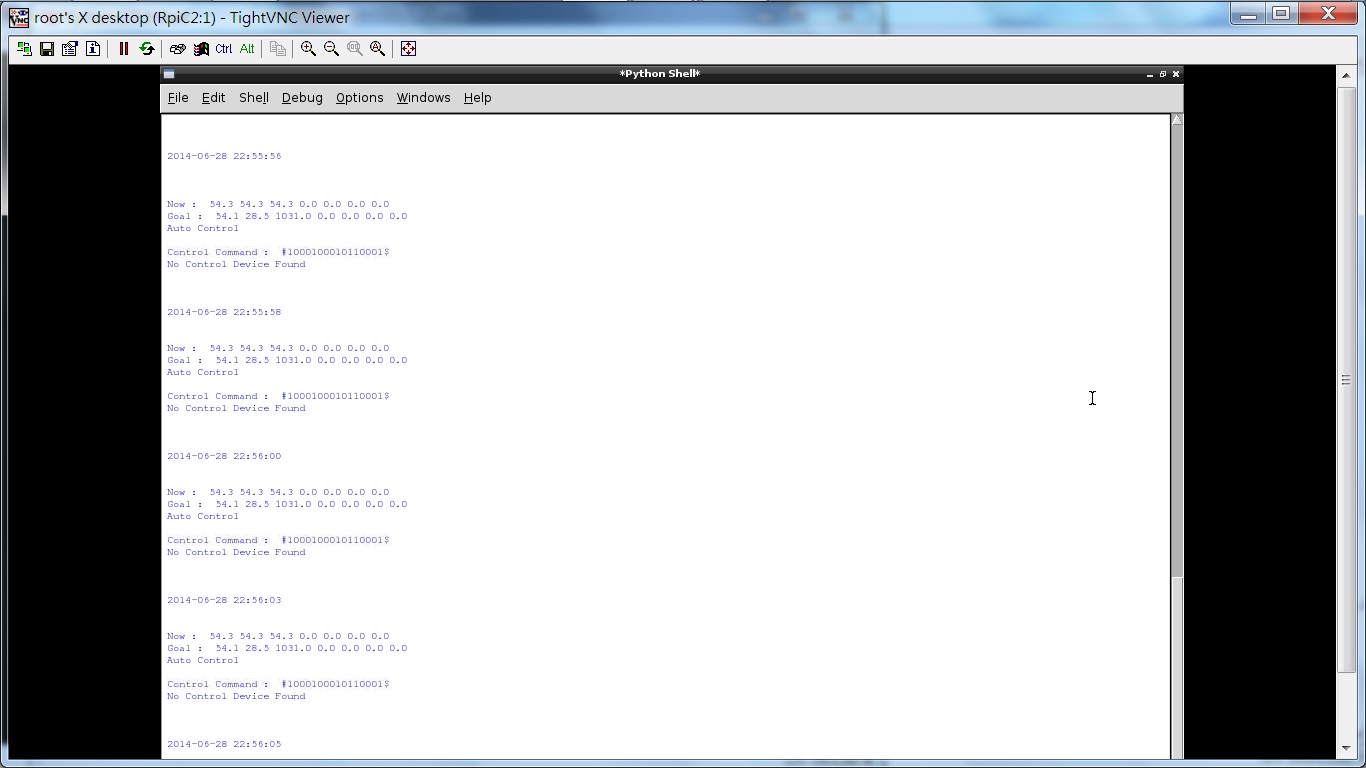 root's X desktop (RpiC2:1) - TightVNC Viewer
Ctrl Alt
*Python Shell*
File Edit Shell Debug Options Windows Help
2014-06-28 22:55:56
Now :  54.3 54.3 54.3 0.0 0.0 0.0 0.0
Goal :  54.1 28.5 1031.0 0.0 0.0 0.0 0.0
Auto Control
Control Command :  #1000100010110001$
No Control Device Found
2014-06-28 22:55:58
Now :  54.3 54.3 54.3 0.0 0.0 0.0 0.0
Goal :  54.1 28.5 1031.0 0.0 0.0 0.0 0.0
Auto Control
Control Command :  #1000100010110001$
No Control Device Found
2014-06-28 22:56:00
Now :  54.3 54.3 54.3 0.0 0.0 0.0 0.0
Goal :  54.1 28.5 1031.0 0.0 0.0 0.0 0.0
Auto Control
Control Command :  #1000100010110001$
No Control Device Found
2014-06-28 22:56:03
Now :  54.3 54.3 54.3 0.0 0.0 0.0 0.0
Goal :  54.1 28.5 1031.0 0.0 0.0 0.0 0.0
Auto Control
Control Command :  #1000100010110001$
No Control Device Found
2014-06-28 22:56:05